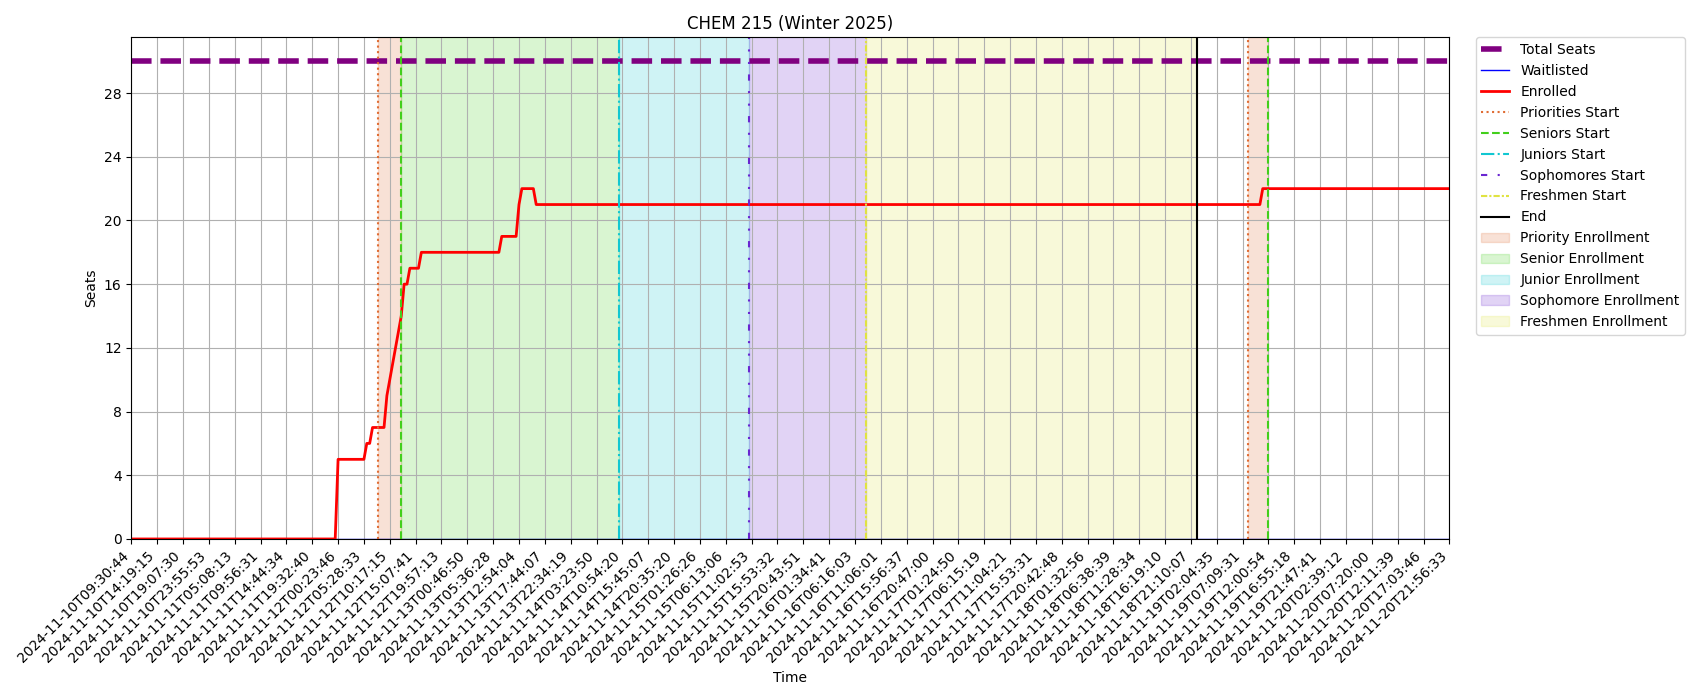 CHEM 215 (Winter 2025)
Total Seats
Waitlisted
Enrolled
Priorities Start
Seniors Start
Juniors Start
Sophomores Start
Freshmen Start
End
Priority Enrollment
Senior Enrollment
Junior Enrollment
Sophomore Enrollment
Freshmen Enrollment
Seats
28
24
20
16
12
8
4
0
2024-11-10T09:30:44
2024-11-10T14:19:15
2024-11-10T19:07:30
2024-11-10T23:55:53
2024-11-11T05:08:13
2024-11-11T09:56:31
2024-11-11T14:44:34
2024-11-11T19:32:40
2024-11-12T00:23:46
2024-11-12T05:28:33
2024-11-12T10:17:15
2024-11-12T15:07:41
2024-11-12T19:57:13
2024-11-13T00:46:50
2024-11-13T05:36:28
2024-11-13T12:54:04
2024-11-13T17:44:07
2024-11-13T22:34:19
2024-11-14T03:23:50
2024-11-14T10:54:20
2024-11-14T15:45:07
2024-11-14T20:35:20
2024-11-15T01:26:26
2024-11-15T06:13:06
2024-11-15T11:02:53
2024-11-15T15:53:32
2024-11-15T20:43:51
2024-11-16T01:34:41
2024-11-16T06:16:03
2024-11-16T11:06:01
2024-11-16T15:56:37
2024-11-16T20:47:00
2024-11-17T01:24:50
2024-11-17T06:15:19
2024-11-17T11:04:21
2024-11-17T15:53:31
2024-11-17T20:42:48
2024-11-18T01:32:56
2024-11-18T06:38:39
2024-11-18T11:28:34
2024-11-18T16:19:10
2024-11-18T21:10:07
2024-11-19T02:04:35
2024-11-19T07:09:31
2024-11-19T12:00:54
2024-11-19T16:55:18
2024-11-19T21:47:41
2024-11-20T02:39:12
2024-11-20T07:20:00
2024-11-20T12:11:39
2024-11-20T17:03:46
2024-11-20T21:56:33
Time